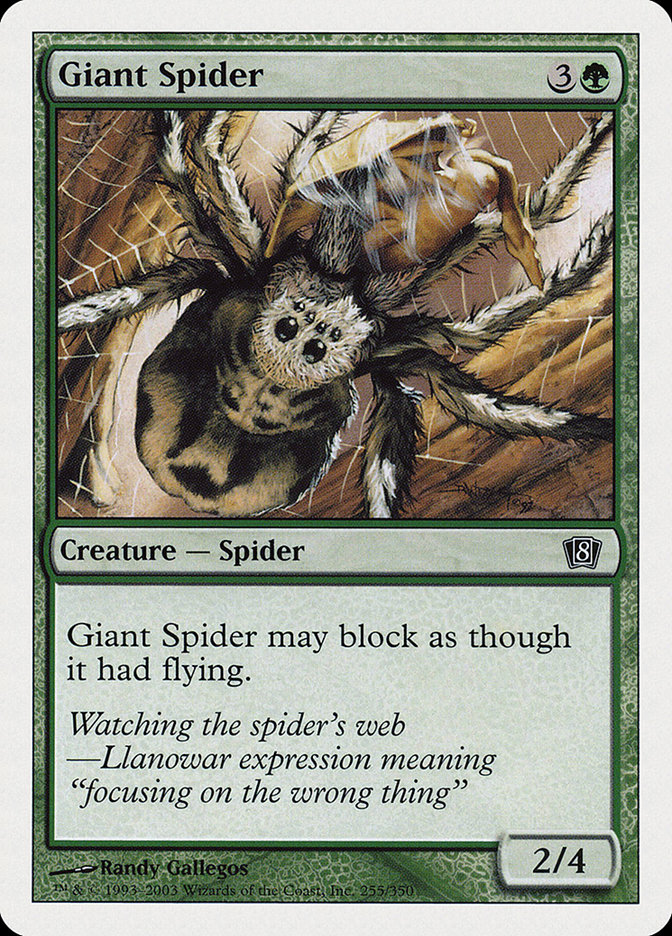 Giant Spider 3
Creature — Spider 8
Giant Spider may block as though
it had flying.
Watching the spider's web
—Llanowar expression meaning
“focusing on the wrong thing”
2/4
Randy Gallegos
™ & © 1993–2003 Wizards of the Coast, Inc. 255/350